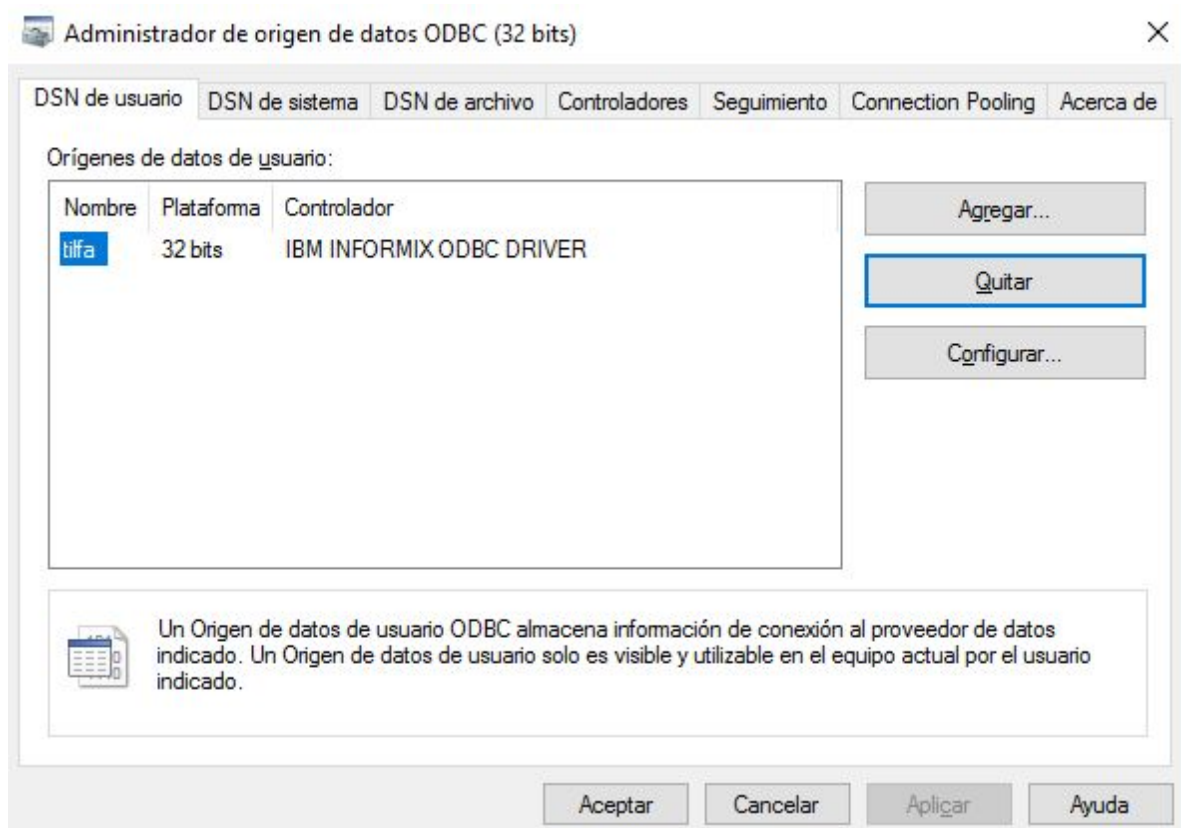 Administrador de origen de datos ODBC (32 bits)
DSN de usuario DSN de sistema DSN de archivo Controladores Seguimiento Connection Pooling Acerca de
Orígenes de datos de usuario:
Nombre Plataforma Controlador
tilfa 32 bits IBM INFORMIX ODBC DRIVER
Agregar...
Quitar
Configurar...
Un Origen de datos de usuario ODBC almacena información de conexión al proveedor de datos
indicado. Un Origen de datos de usuario solo es visible y utilizable en el equipo actual por el usuario
indicado.
Aceptar Cancelar Aplicar Ayuda